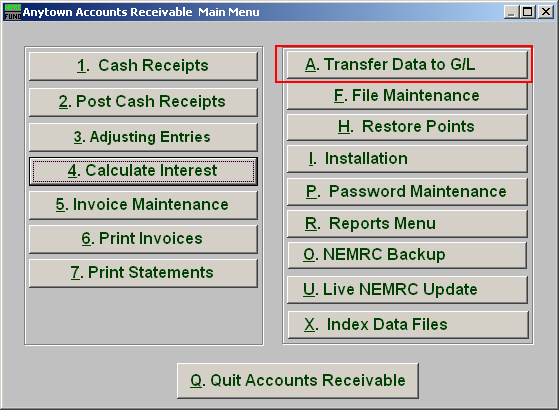 FUND
Anytown Accounts Receivable Main Menu
1. Cash Receipts
2. Post Cash Receipts
3. Adjusting Entries
4. Calculate Interest
5. Invoice Maintenance
6. Print Invoices
7. Print Statements
A. Transfer Data to G/L
F. File Maintenance
H. Restore Points
I. Installation
P. Password Maintenance
R. Reports Menu
O. NEMRC Backup
U. Live NEMRC Update
X. Index Data Files
Q. Quit Accounts Receivable